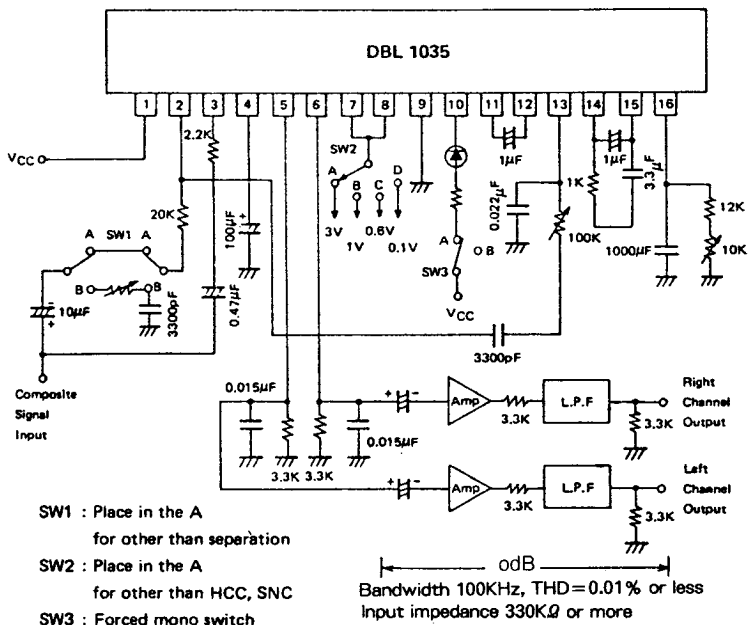 DBL 1035
1 2 3 4 5 6 7 8 9 10 11 12 13 14 15 16
2.2K
SW2
1μF
1μF
3.3μF
VCC
A
D
B
C
3V
1V
0.6V
0.1V
0.022μF
1K
12K
20K
100μF
100K
1000μF
10K
A
SW1
A
A
B
SW3
VCC
B
B
10μF
3300pF
0.47μF
3300pF
Composite
Signal
Input
0.015μF
0.015μF
3.3K
3.3K
Amp
3.3K
L.P.F
3.3K
Right
Channel
Output
Amp
3.3K
L.P.F
3.3K
Left
Channel
Output
SW1 : Place in the A
for other than separation
SW2 : Place in the A
for other than HCC, SNC
SW3 : Forced mono switch
odB
Bandwidth 100KHz, THD=0.01% or less
Input impedance 330KΩ or more